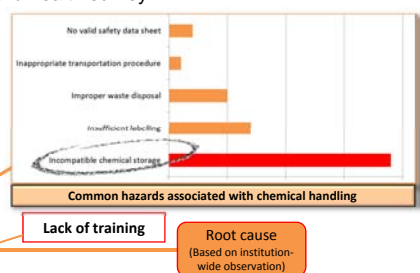 No valid safety data sheet
Inappropriate transportation procedure
Improper waste disposal
Insufficient labelling
Incompatible chemical storage
Common hazards associated with chemical handling
Lack of training
Root cause
(Based on institution-
wide observation)